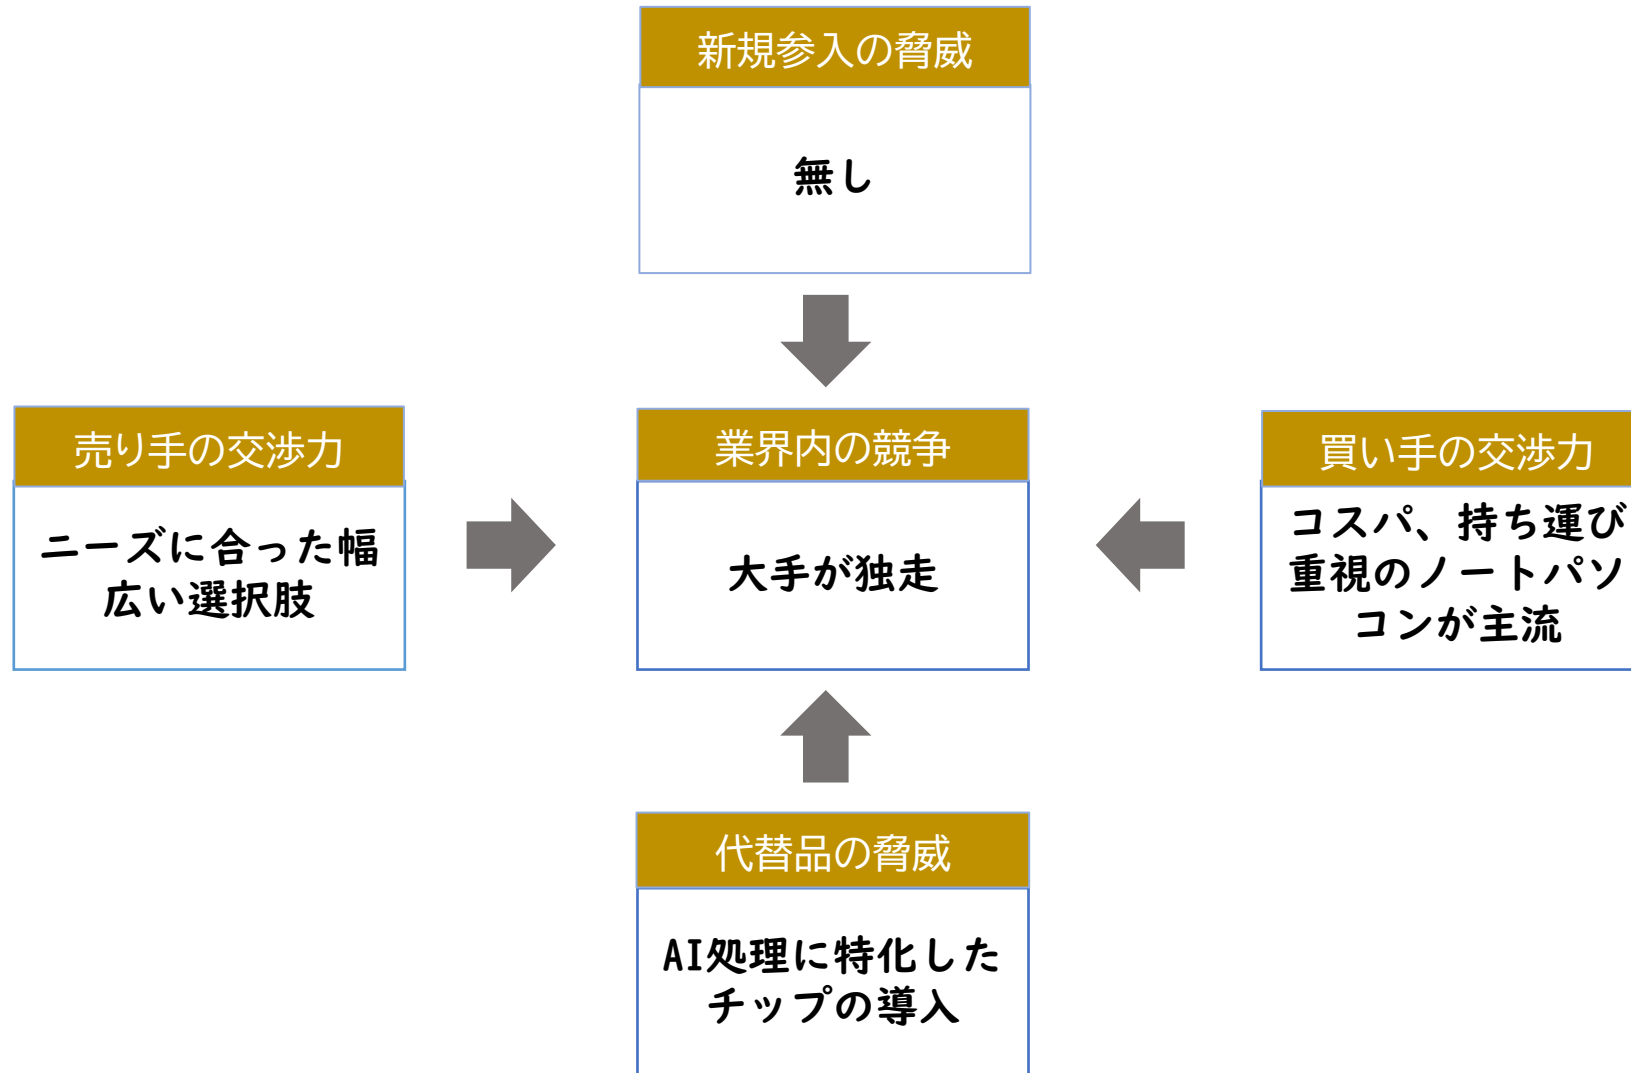 新規参入の脅威
無し
売り手の交渉力
ニーズに合った幅
広い選択肢
業界内の競争
大手が独走
買い手の交渉力
コスパ、持ち運び
重視のノートパソ
コンが主流
代替品の脅威
AI処理に特化した
チップの導入